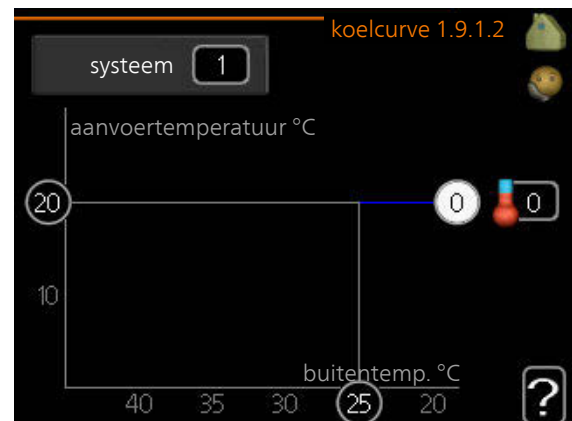 koelcurve 1.9.1.2
systeem 1
aanvoertemperatuur °C
20 0 0
10
buitentemp. °C
40 35 30 25 20
?